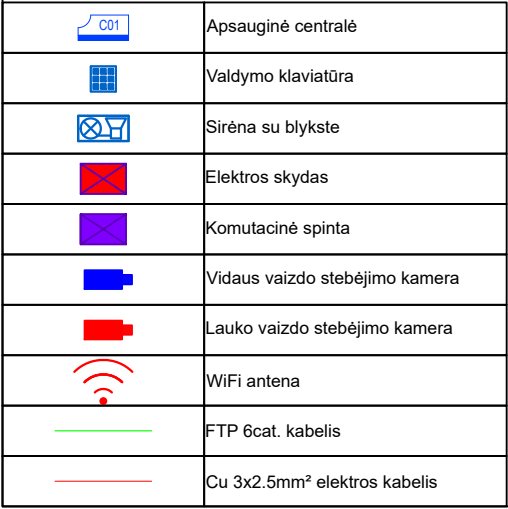 C01 Apsauginė centralė
Valdymo klaviatūra
Sirėna su blykste
Elektros skydas
Komutacinė spinta
Vidaus vaizdo stebėjimo kamera
Lauko vaizdo stebėjimo kamera
WiFi antena
FTP 6cat. kabelis
Cu 3x2.5mm² elektros kabelis